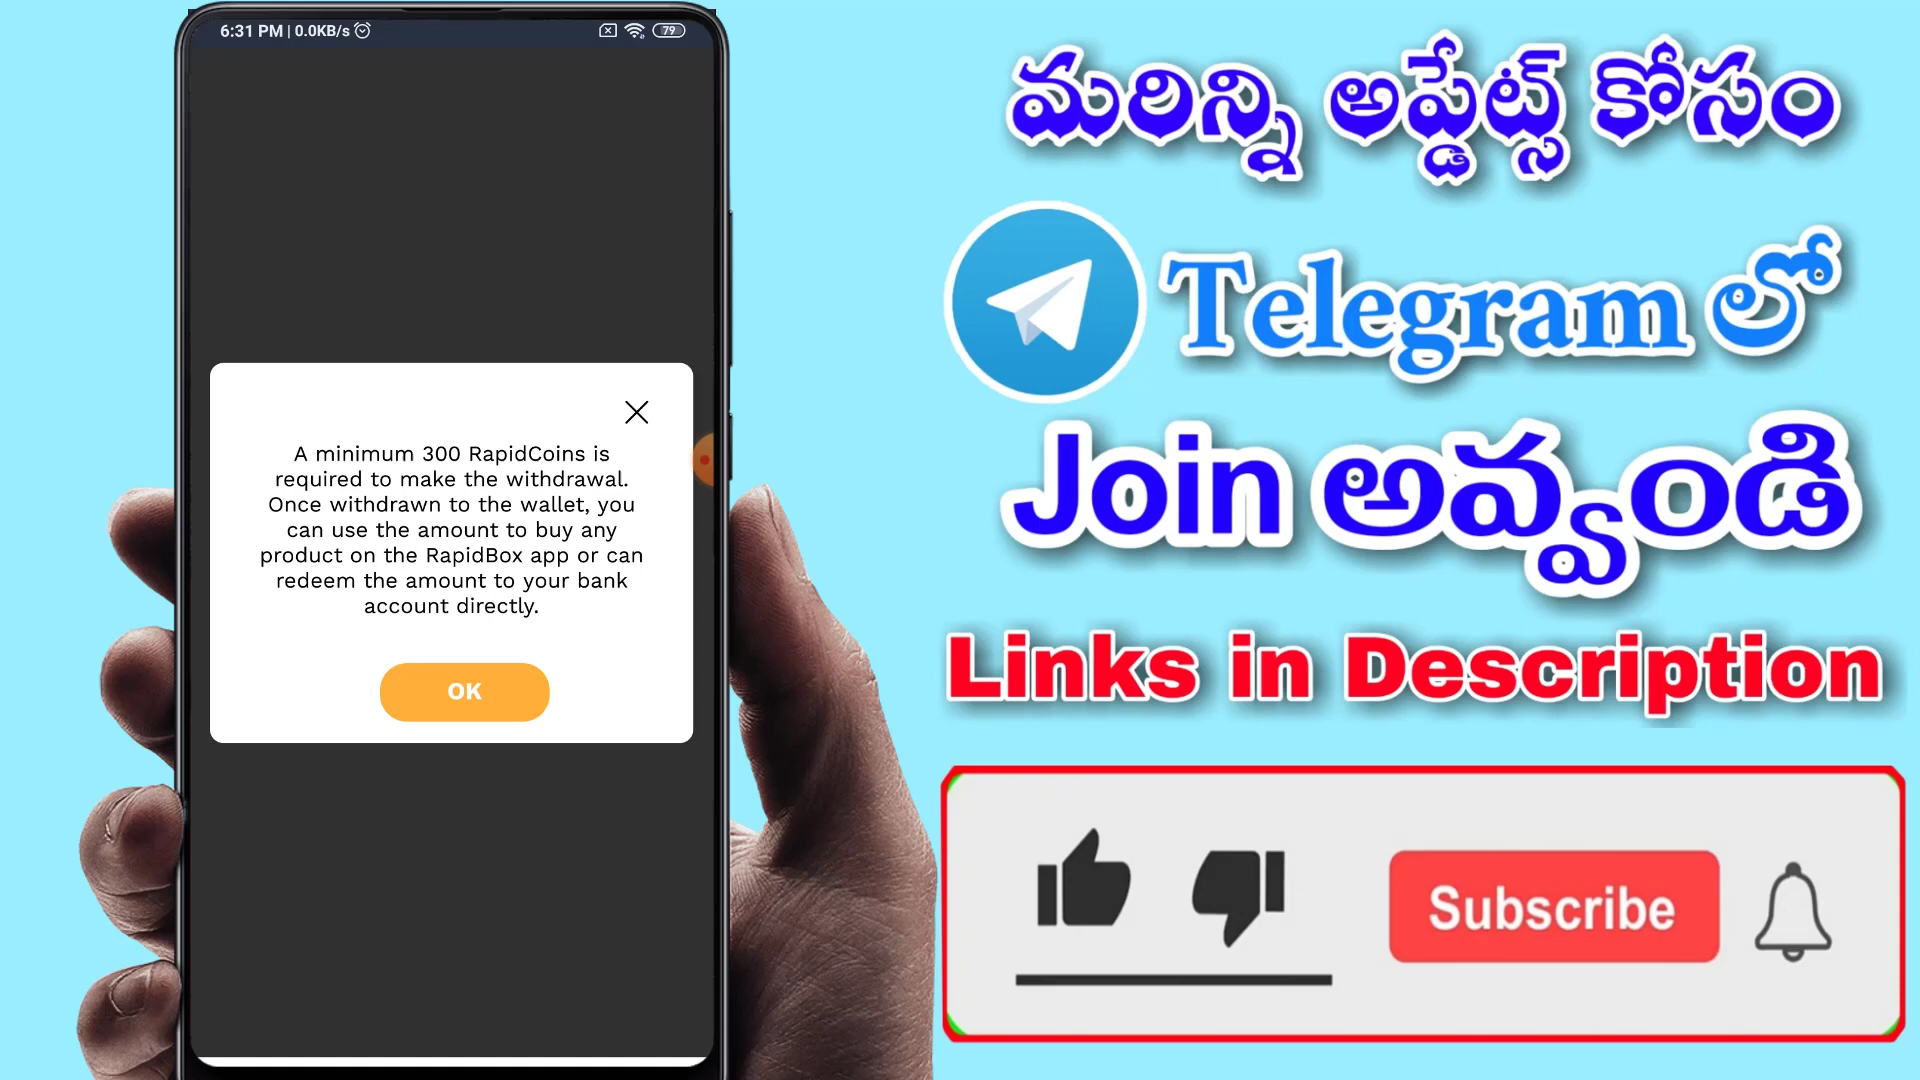 6:31 PM | 0.0KB/s
79
A minimum 300 RapidCoins is
required to make the withdrawal.
Once withdrawn to the wallet, you
can use the amount to buy any
product on the RapidBox app or can
redeem the amount to your bank
account directly.
OK
మరిన్ని అప్డేట్స్ కోసం
Telegram లో
Join అవ్వండి
Links in Description
Subscribe